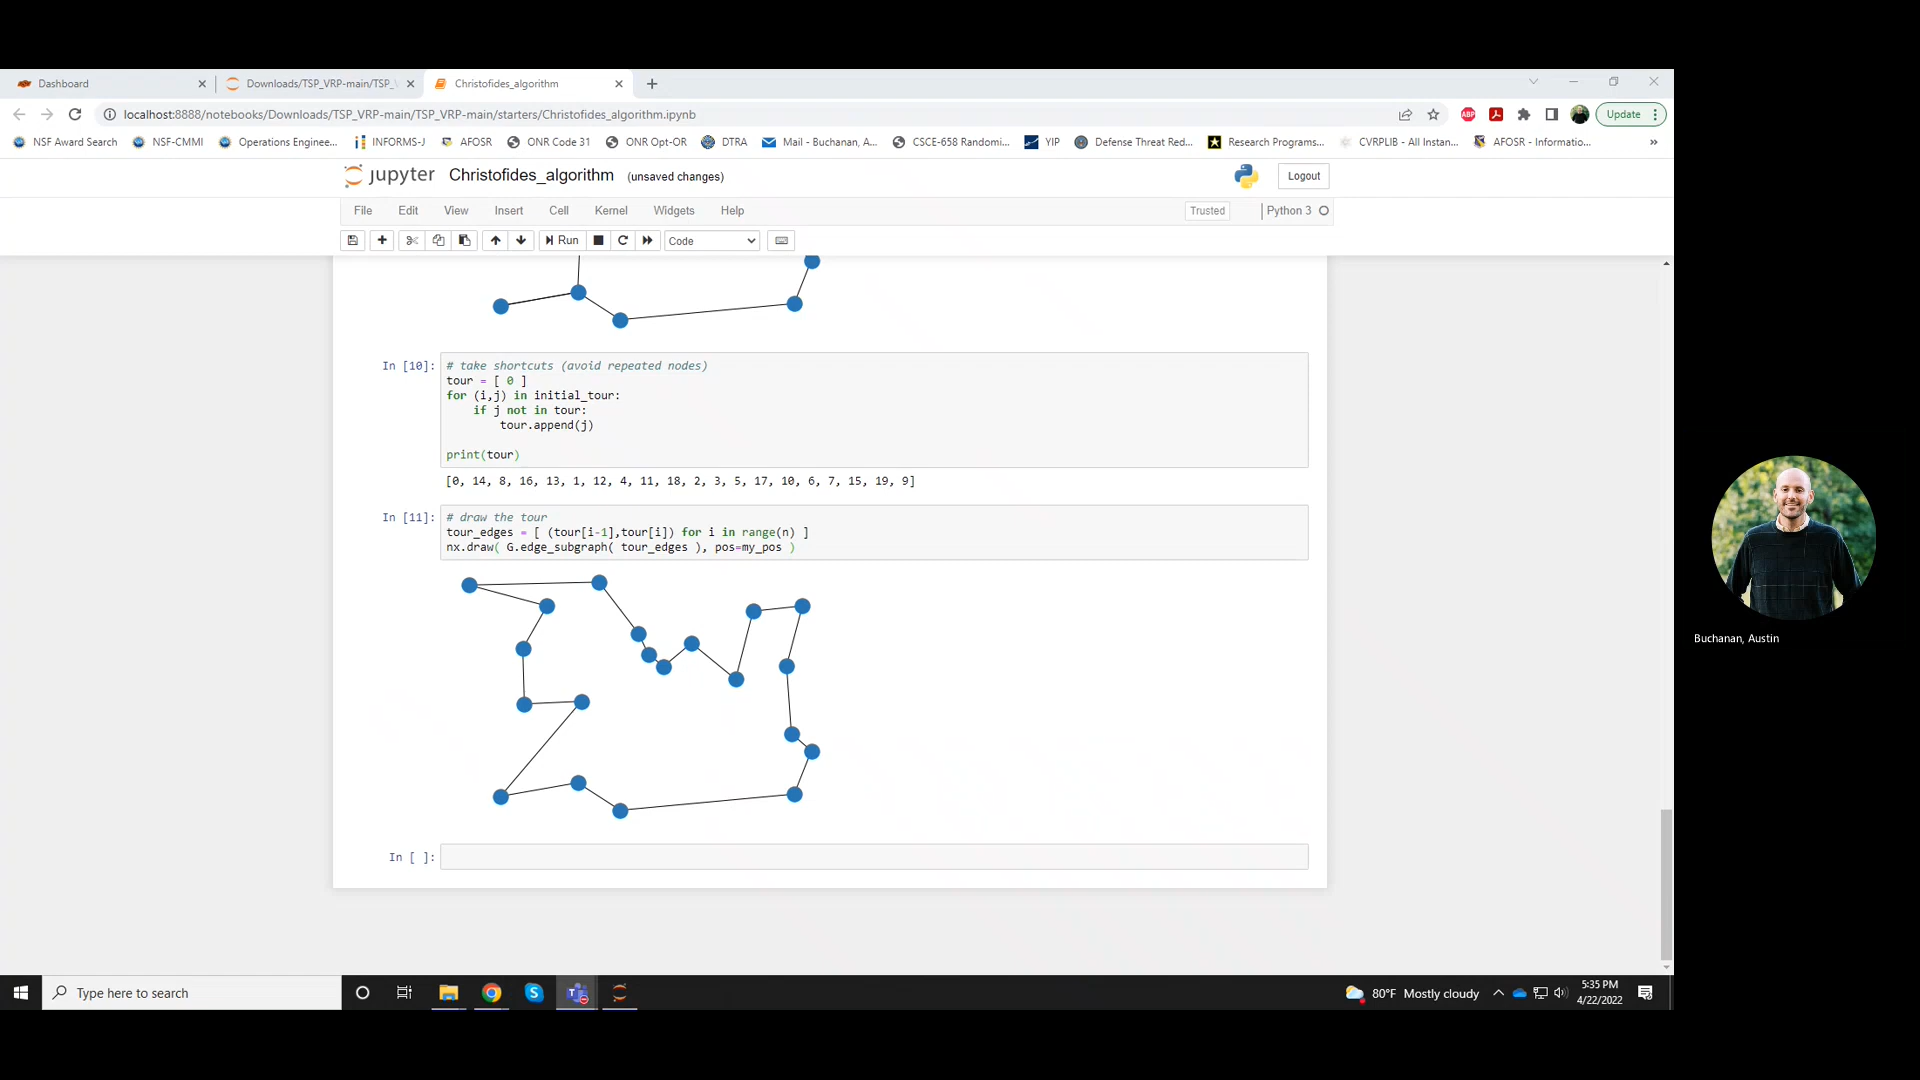 Dashboard
Downloads/TSP_VRP-main/TSP_V
Christofides_algorithm
localhost:8888/notebooks/Downloads/TSP_VRP-main/TSP_VRP-main/starters/Christofides_algorithm.ipynb
ABP
Update
NSF Award Search
NSF-CMMI
Operations Enginee...
INFORMS-J
AFOSR
ONR Code 31
ONR Opt-OR
DTRA
Mail - Buchanan, A...
CSCE-658 Randomi...
YIP
Defense Threat Red...
Research Programs...
CVRPLIB - All Instan...
AFOSR - Informatio...
»
jupyter Christofides_algorithm (unsaved changes)
Logout
File Edit View Insert Cell Kernel Widgets Help
Trusted
Python 3
Run
Code
In [10]:
# take shortcuts (avoid repeated nodes)
tour = [ 0 ]
for (i,j) in initial_tour:
    if j not in tour:
        tour.append(j)
print(tour)
[0, 14, 8, 16, 13, 1, 12, 4, 11, 18, 2, 3, 5, 17, 10, 6, 7, 15, 19, 9]
In [11]:
# draw the tour
tour_edges = [ (tour[i-1],tour[i]) for i in range(n) ]
nx.draw( G.edge_subgraph( tour_edges ), pos=my_pos )
In [ ]:
Buchanan, Austin
Type here to search
80°F Mostly cloudy
5:35 PM
4/22/2022